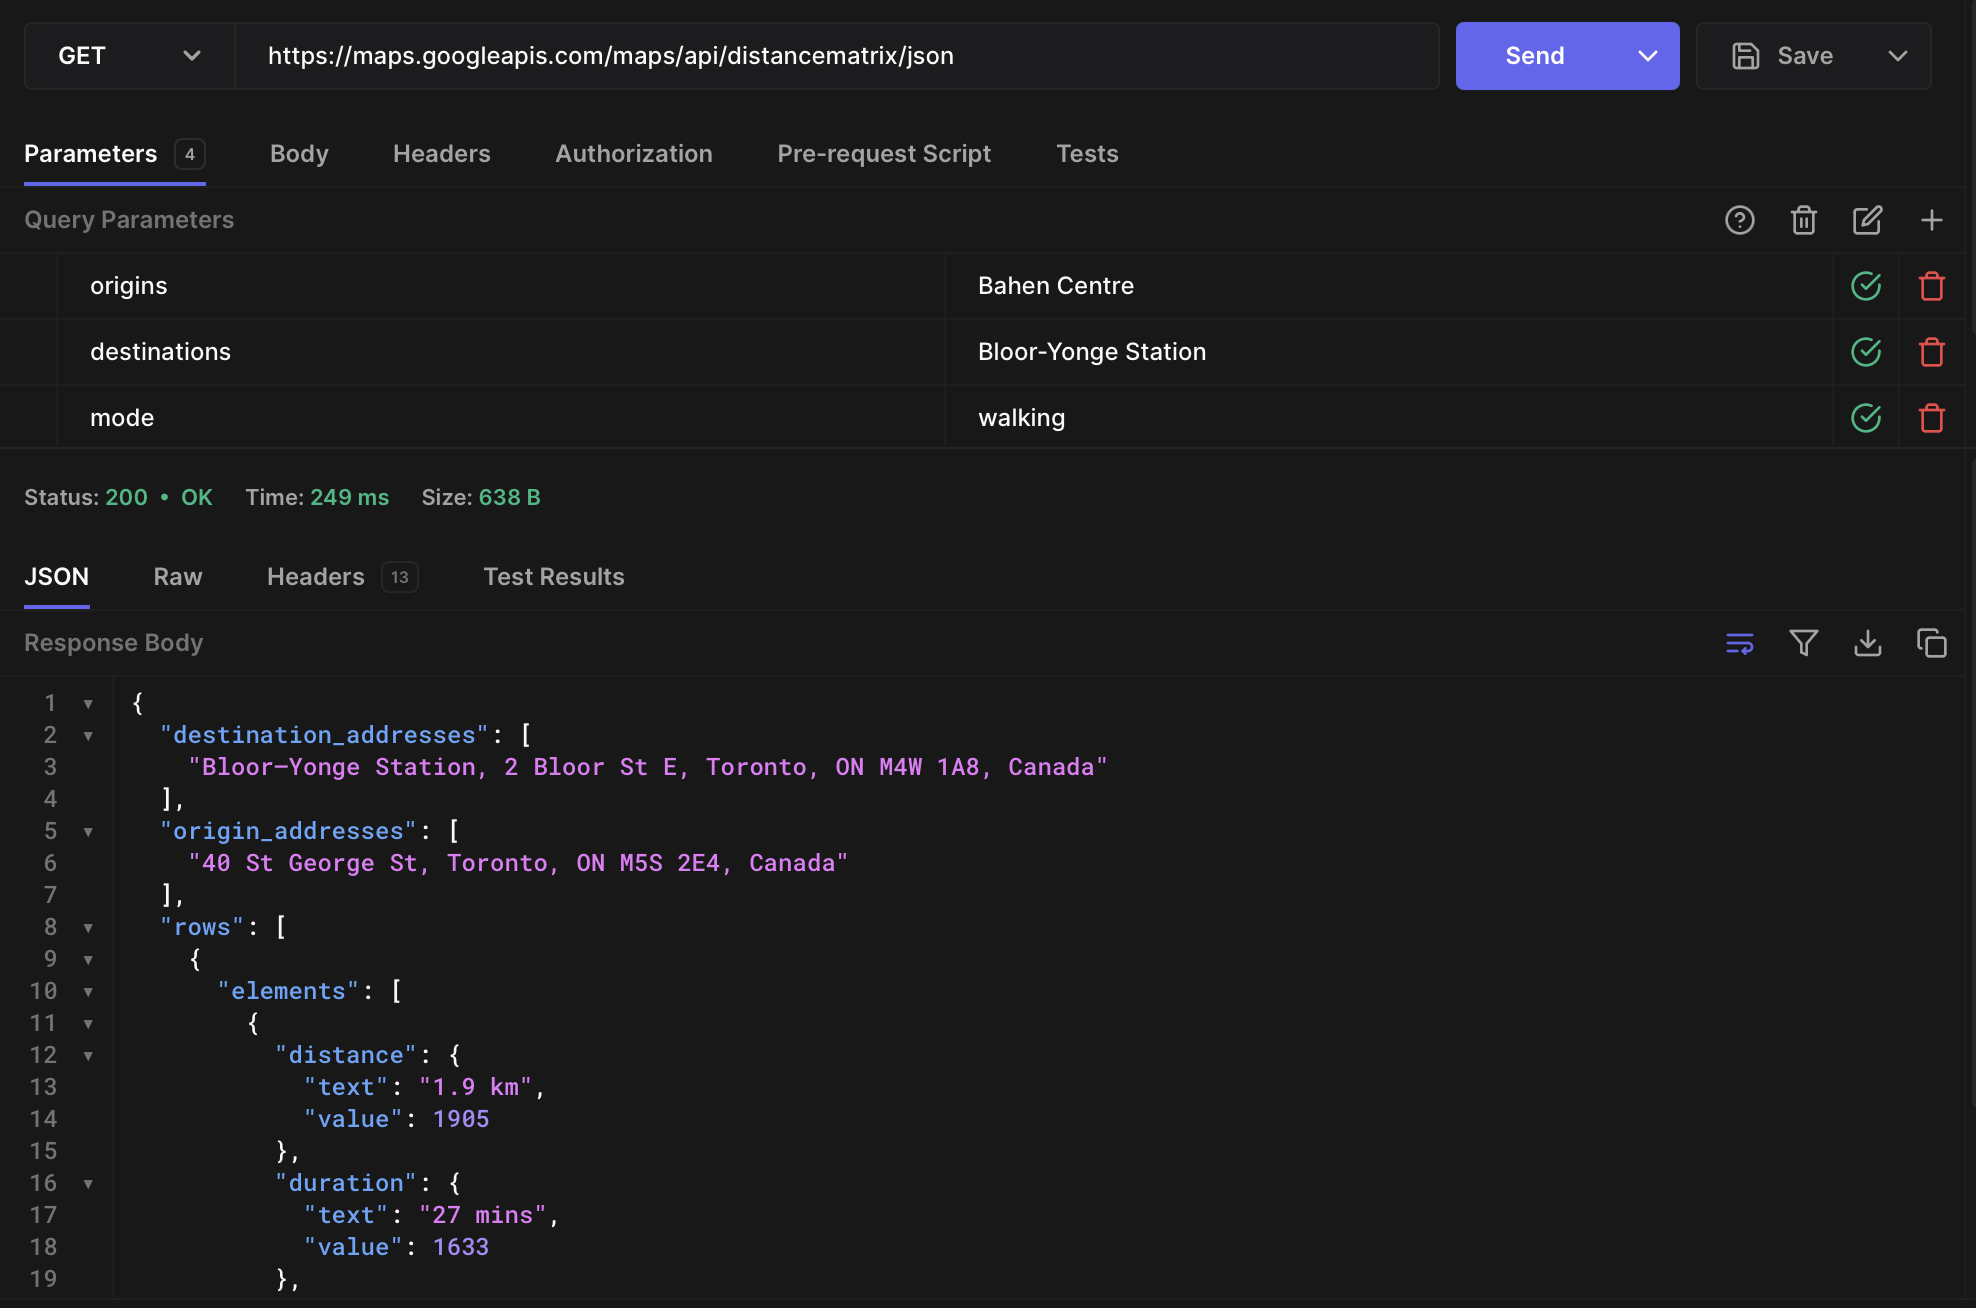 GET https://maps.googleapis.com/maps/api/distancematrix/json Send Save
Parameters 4 Body Headers Authorization Pre-request Script Tests
Query Parameters
origins Bahen Centre
destinations Bloor-Yonge Station
mode walking
Status: 200 • OK Time: 249 ms Size: 638 B
JSON Raw Headers 13 Test Results
Response Body
1 {
2 "destination_addresses": [
3 "Bloor–Yonge Station, 2 Bloor St E, Toronto, ON M4W 1A8, Canada"
4 ],
5 "origin_addresses": [
6 "40 St George St, Toronto, ON M5S 2E4, Canada"
7 ],
8 "rows": [
9 {
10 "elements": [
11 {
12 "distance": {
13 "text": "1.9 km",
14 "value": 1905
15 },
16 "duration": {
17 "text": "27 mins",
18 "value": 1633
19 },